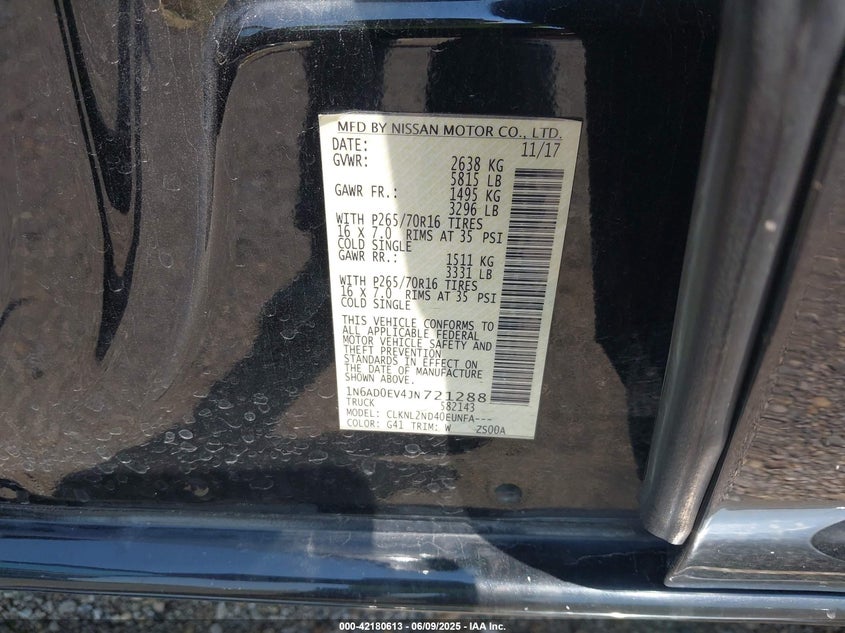 MFD BY NISSAN MOTOR CO., LTD.
DATE: 11/17
GVWR: 2638 KG
5815 LB
GAWR FR.: 1495 KG
3296 LB
WITH P265/70R16 TIRES
16 X 7.0 RIMS AT 35 PSI
COLD SINGLE
GAWR RR.: 1511 KG
3331 LB
WITH P265/70R16 TIRES
16 X 7.0 RIMS AT 35 PSI
COLD SINGLE
THIS VEHICLE CONFORMS TO
ALL APPLICABLE FEDERAL
MOTOR VEHICLE SAFETY AND
THEFT PREVENTION
STANDARDS IN EFFECT ON
THE DATE OF MANUFACTURE
SHOWN ABOVE.
1N6AD0EV4JN721288
TRUCK 582143
MODEL: CLKNL2ND40EUNFA---
COLOR: G41 TRIM: W ZS00A
000-42180613 - 06/09/2025 - IAA Inc.